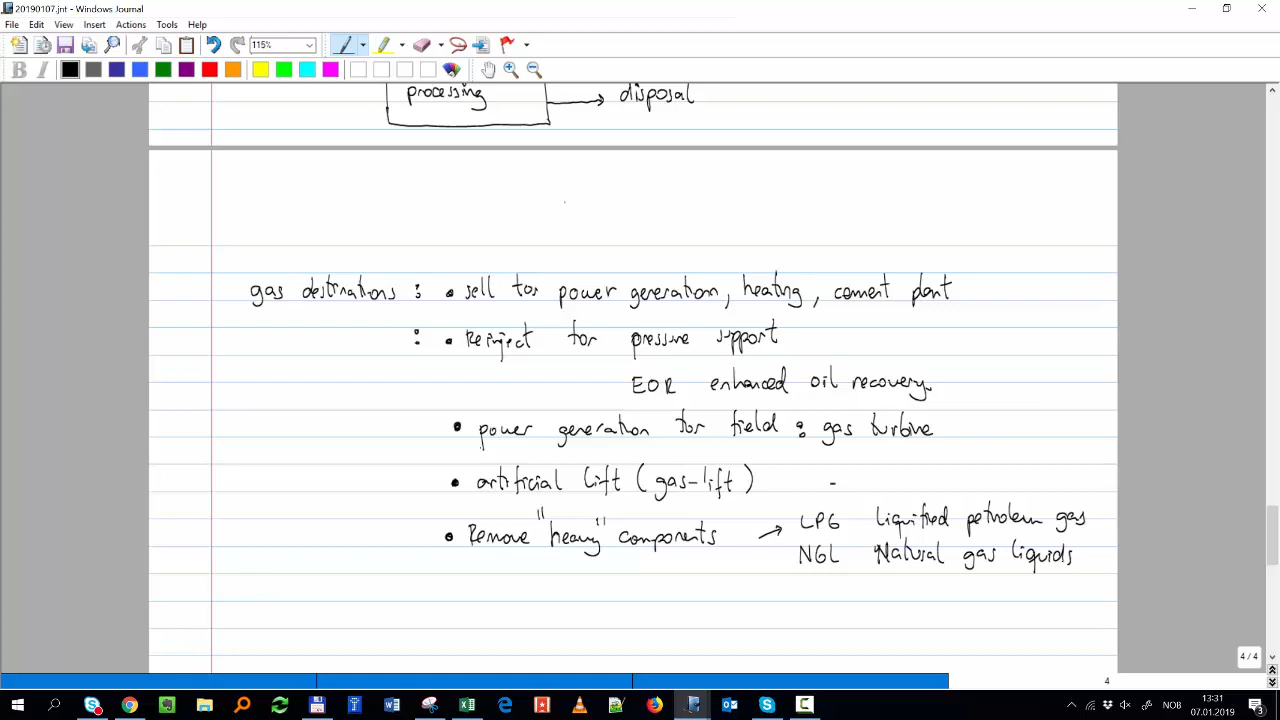 20190107.jnt - Windows Journal
File Edit View Insert Actions Tools Help
115%
B I
processing → disposal
gas destinations : • sell for power generation, heating, cement plant
: • Reinject for pressure support
EOR enhanced oil recovery
• power generation for field : gas turbine
• artificial lift (gas-lift) -
• Remove "heavy" components → LPG liquified petroleum gas
NGL Natural gas liquids
4 / 4
4
NOB 13:31 07.01.2019 3